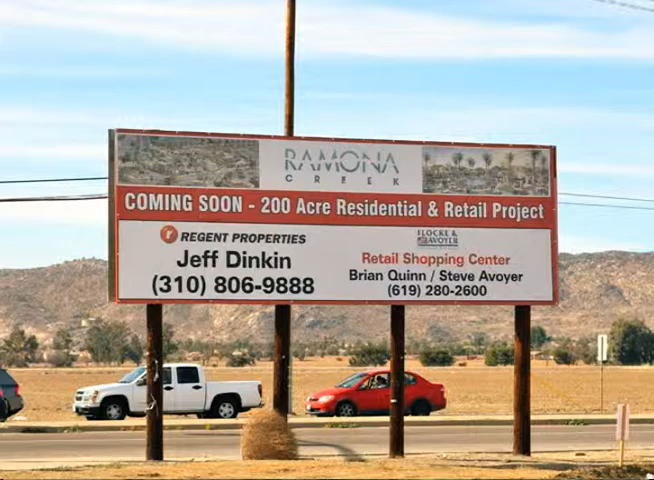 RAMONA
CREEK
COMING SOON - 200 Acre Residential & Retail Project
r REGENT PROPERTIES
Jeff Dinkin
(310) 806-9888
FLOCKE &
AVOYER
Retail Shopping Center
Brian Quinn / Steve Avoyer
(619) 280-2600